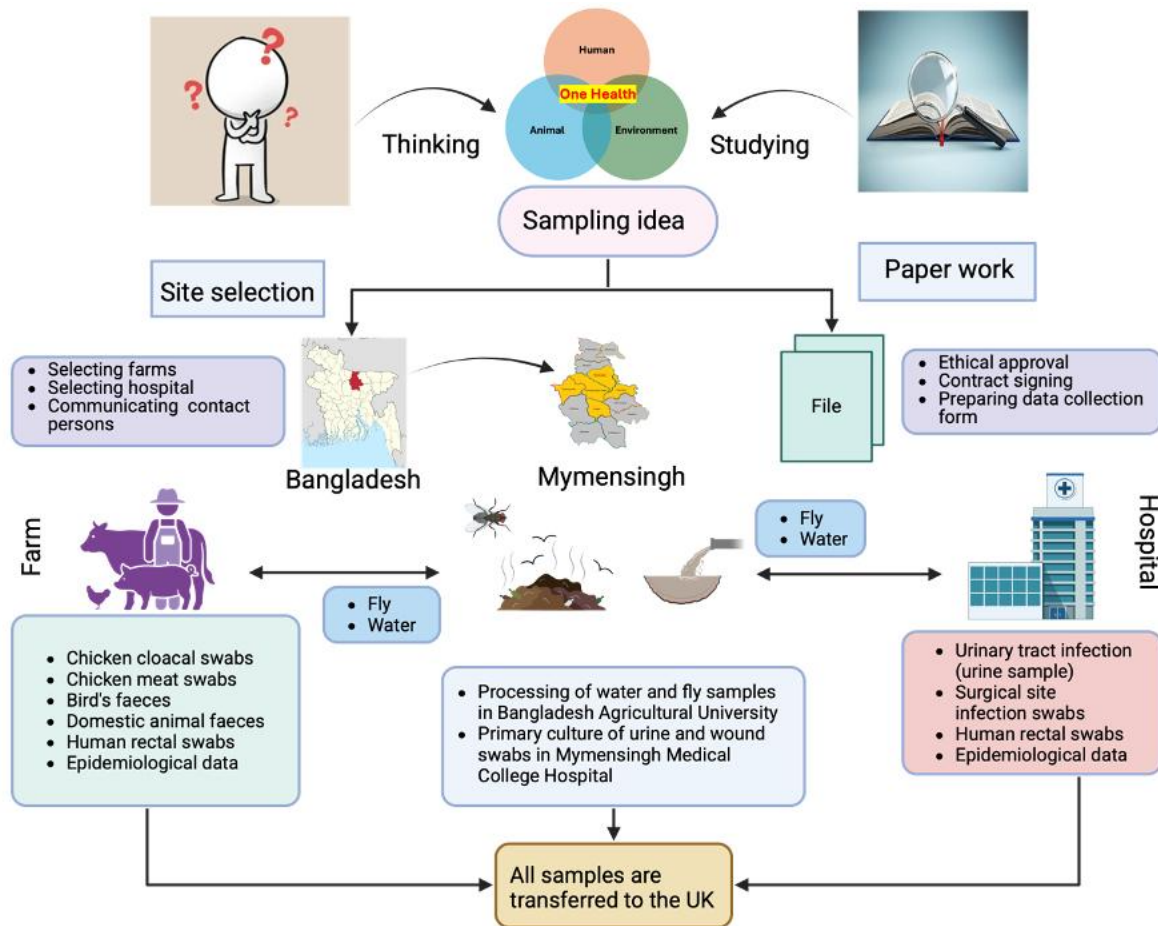 Human
One Health
Animal
Environment
Thinking
Studying
Sampling idea
Site selection
Paper work
• Selecting farms
• Selecting hospital
• Communicating contact
persons
Bangladesh
Mymensingh
File
• Ethical approval
• Contract signing
• Preparing data collection
form
Farm
• Fly
• Water
• Fly
• Water
Hospital
• Chicken cloacal swabs
• Chicken meat swabs
• Bird's faeces
• Domestic animal faeces
• Human rectal swabs
• Epidemiological data
• Processing of water and fly samples
in Bangladesh Agricultural University
• Primary culture of urine and wound
swabs in Mymensingh Medical
College Hospital
• Urinary tract infection
(urine sample)
• Surgical site
infection swabs
• Human rectal swabs
• Epidemiological data
All samples are
transferred to the UK